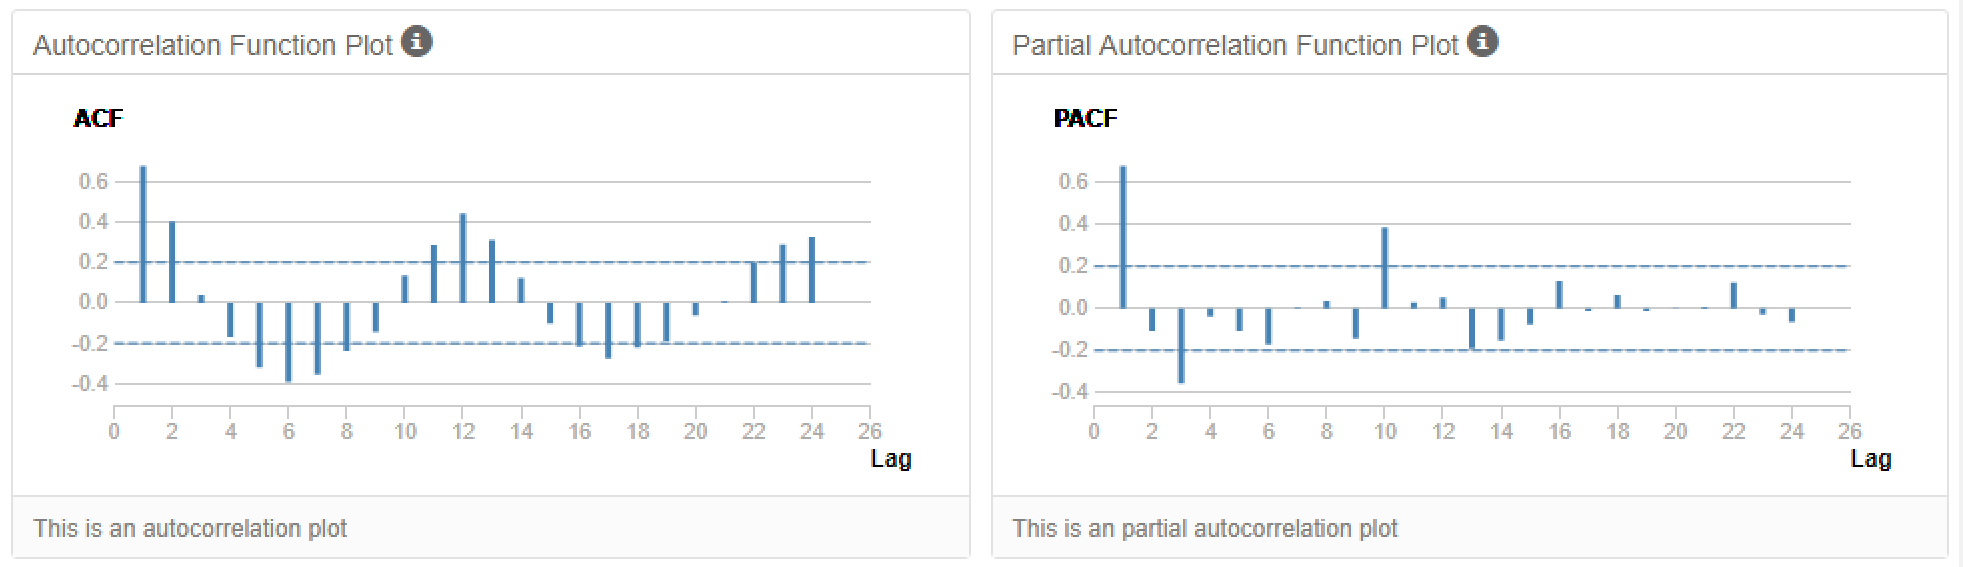 Autocorrelation Function Plot
ACF
0.6
0.4
0.2
0.0
-0.2
-0.4
0 2 4 6 8 10 12 14 16 18 20 22 24 26
Lag
This is an autocorrelation plot
Partial Autocorrelation Function Plot
PACF
0.6
0.4
0.2
0.0
-0.2
-0.4
0 2 4 6 8 10 12 14 16 18 20 22 24 26
Lag
This is an partial autocorrelation plot